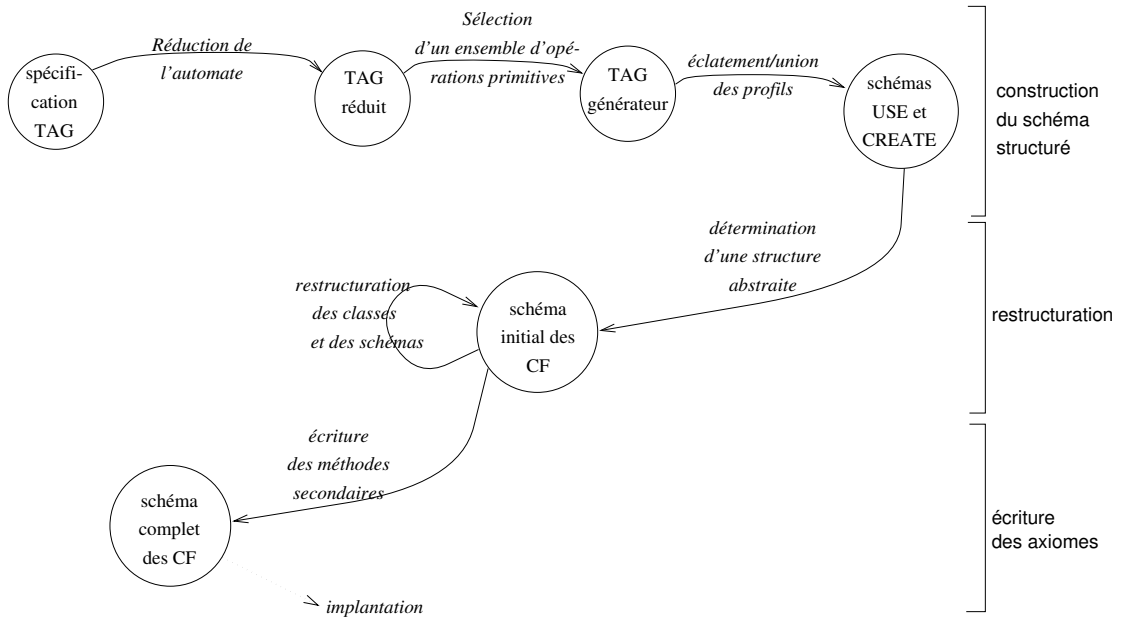 spécifi-
cation
TAG
Réduction de
l'automate
TAG
réduit
Sélection
d'un ensemble d'opé-
rations primitives
TAG
générateur
éclatement/union
des profils
schémas
USE et
CREATE
construction
du schéma
structuré
détermination
d'une structure
abstraite
restructuration
des classes
et des schémas
schéma
initial des
CF
restructuration
écriture
des méthodes
secondaires
schéma
complet
des CF
écriture
des axiomes
implantation